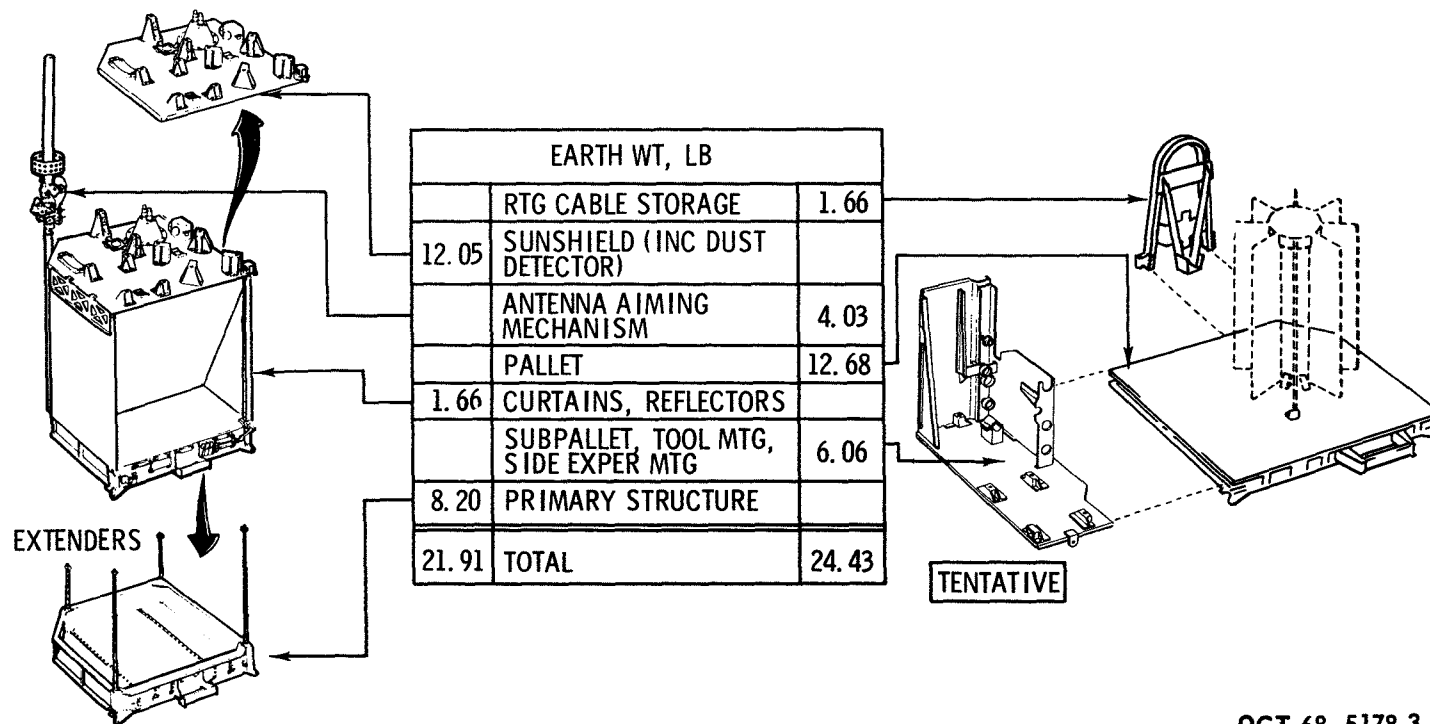 EARTH WT, LB
RTG CABLE STORAGE 1.66
12.05 SUNSHIELD (INC DUST
DETECTOR)
ANTENNA AIMING
MECHANISM 4.03
PALLET 12.68
1.66 CURTAINS, REFLECTORS
SUBPALLET, TOOL MTG,
SIDE EXPER MTG 6.06
8.20 PRIMARY STRUCTURE
21.91 TOTAL 24.43
EXTENDERS
TENTATIVE
OCT 68 5178.3